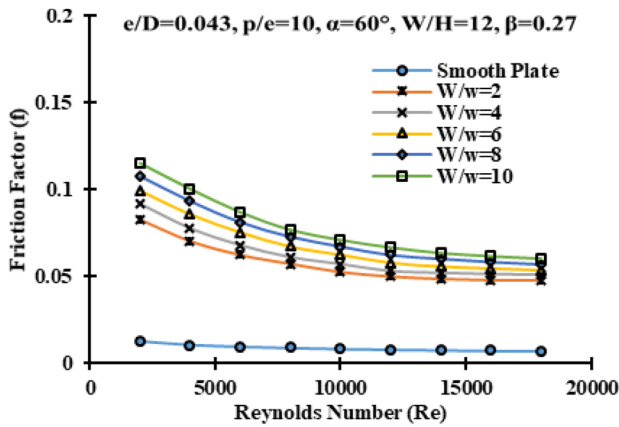 e/D=0.043, p/e=10, α=60°, W/H=12, β=0.27
0.2
0.15
0.1
0.05
0
Friction Factor (f)
Smooth Plate
W/w=2
W/w=4
W/w=6
W/w=8
W/w=10
0 5000 10000 15000 20000
Reynolds Number (Re)